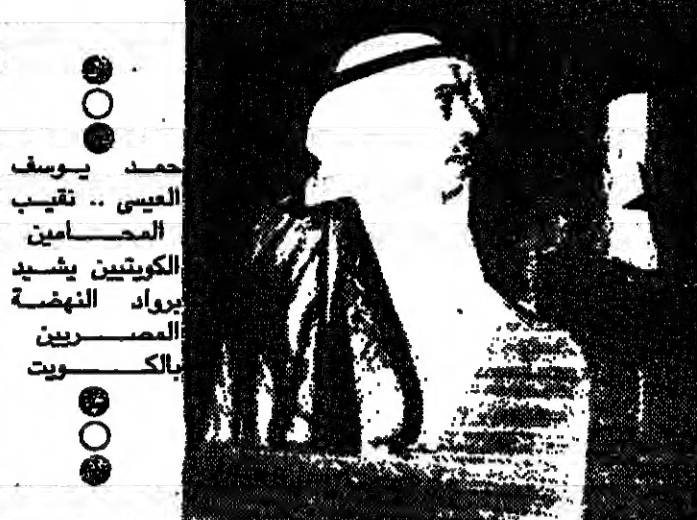 حمد يوسف
العيسى .. نقيب
المحامين
الكويتيين يشيد
برواد النهضة
المصريين
بالكويت